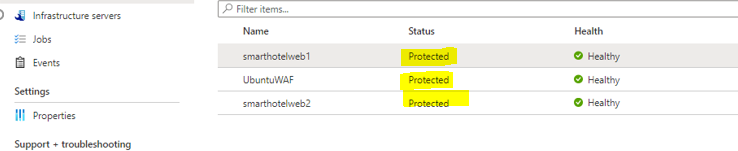 Infrastructure servers
Jobs
Events
Settings
Properties
Support + troubleshooting
Filter items...
Name Status Health
smarthotelweb1 Protected Healthy
UbuntuWAF Protected Healthy
smarthotelweb2 Protected Healthy